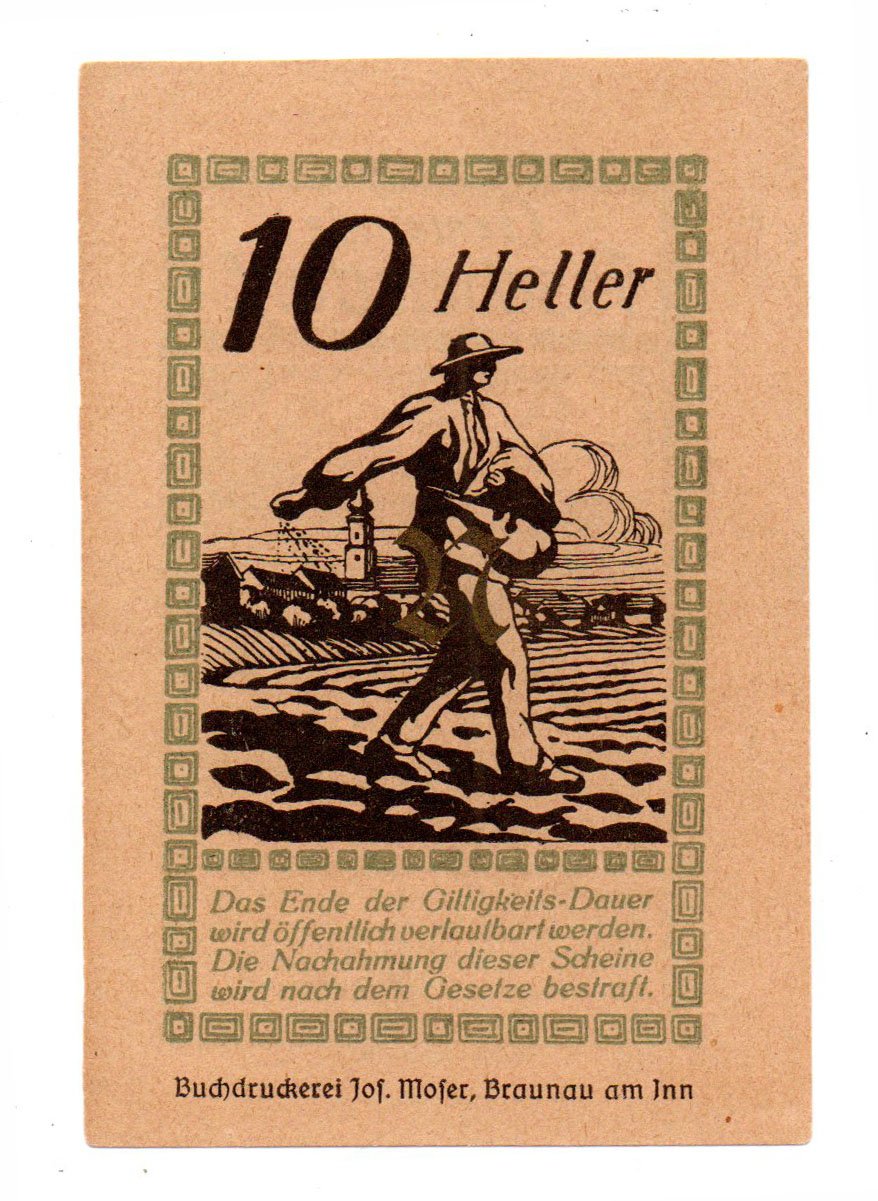 10 Heller
27
Das Ende der Giltigkeits-Dauer
wird öffentlich verlautbart werden.
Die Nachahmung dieser Scheine
wird nach dem Gesetze bestraft.
Buchdruckerei Joſ. Moſer, Braunau am Inn